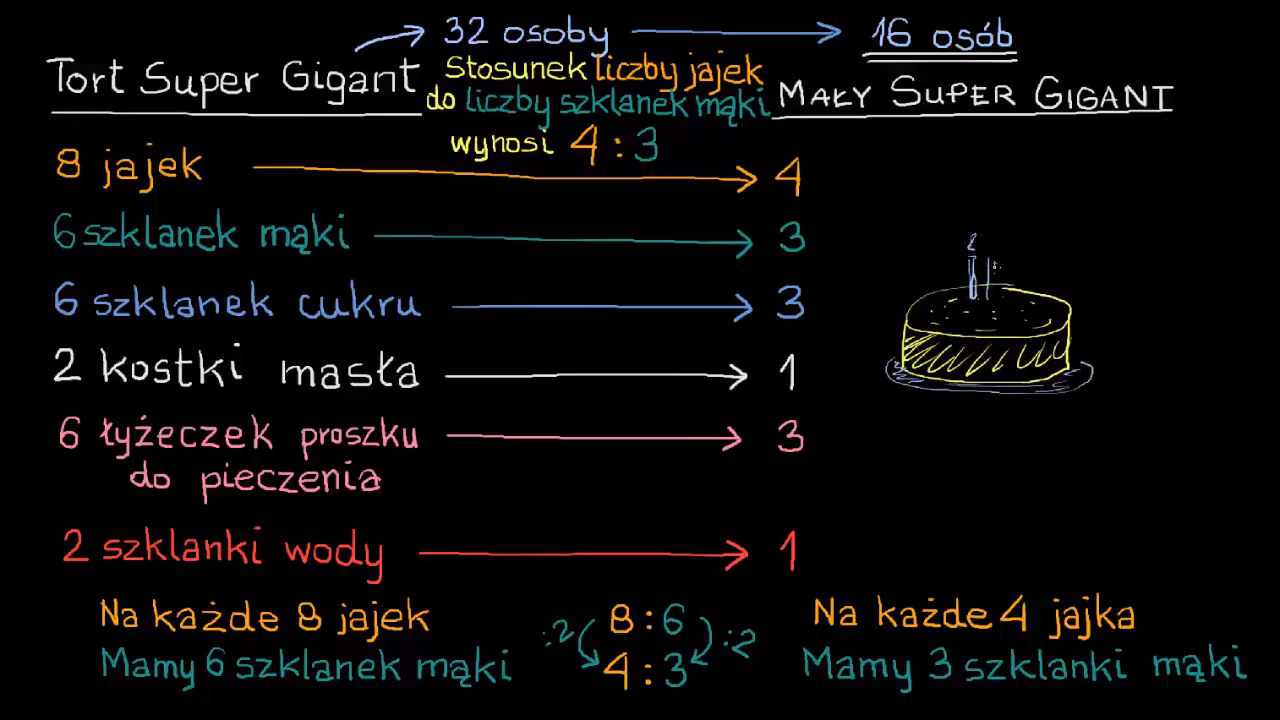 32 osoby 16 osób
Tort Super Gigant
Stosunek liczby jajek
do liczby szklanek mąki
wynosi 4 : 3
MAŁY SUPER GIGANT
8 jajek 4
6 szklanek mąki 3
6 szklanek cukru 3
2 kostki masła 1
6 łyżeczek proszku 3
do pieczenia
2 szklanki wody 1
Na każde 8 jajek
Mamy 6 szklanek mąki
:2 8 : 6 :2
4 : 3
Na każde 4 jajka
Mamy 3 szklanki mąki